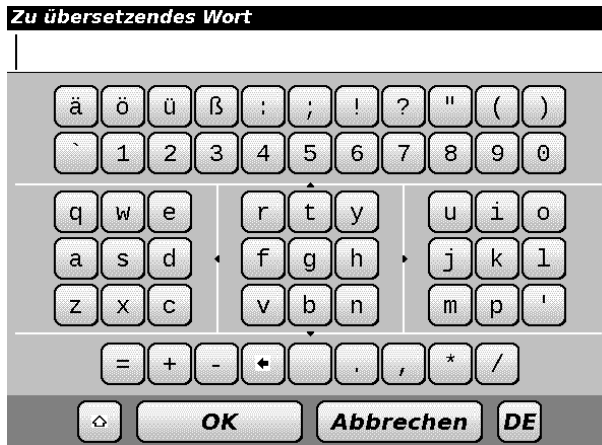 Zu übersetzendes Wort
ä ö ü ß : ; ! ? " ( )
` 1 2 3 4 5 6 7 8 9 0
q w e r t y u i o
a s d f g h j k l
z x c v b n m p '
= + - . , * /
OK Abbrechen DE